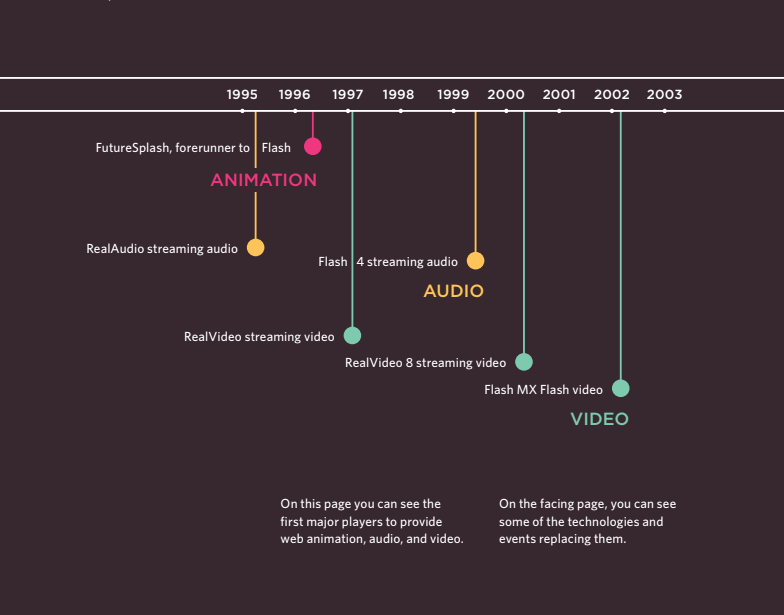 1995 1996 1997 1998 1999 2000 2001 2002 2003
FutureSplash, forerunner to Flash
ANIMATION
RealAudio streaming audio
Flash 4 streaming audio
AUDIO
RealVideo streaming video
RealVideo 8 streaming video
Flash MX Flash video
VIDEO
On this page you can see the
first major players to provide
web animation, audio, and video.
On the facing page, you can see
some of the technologies and
events replacing them.